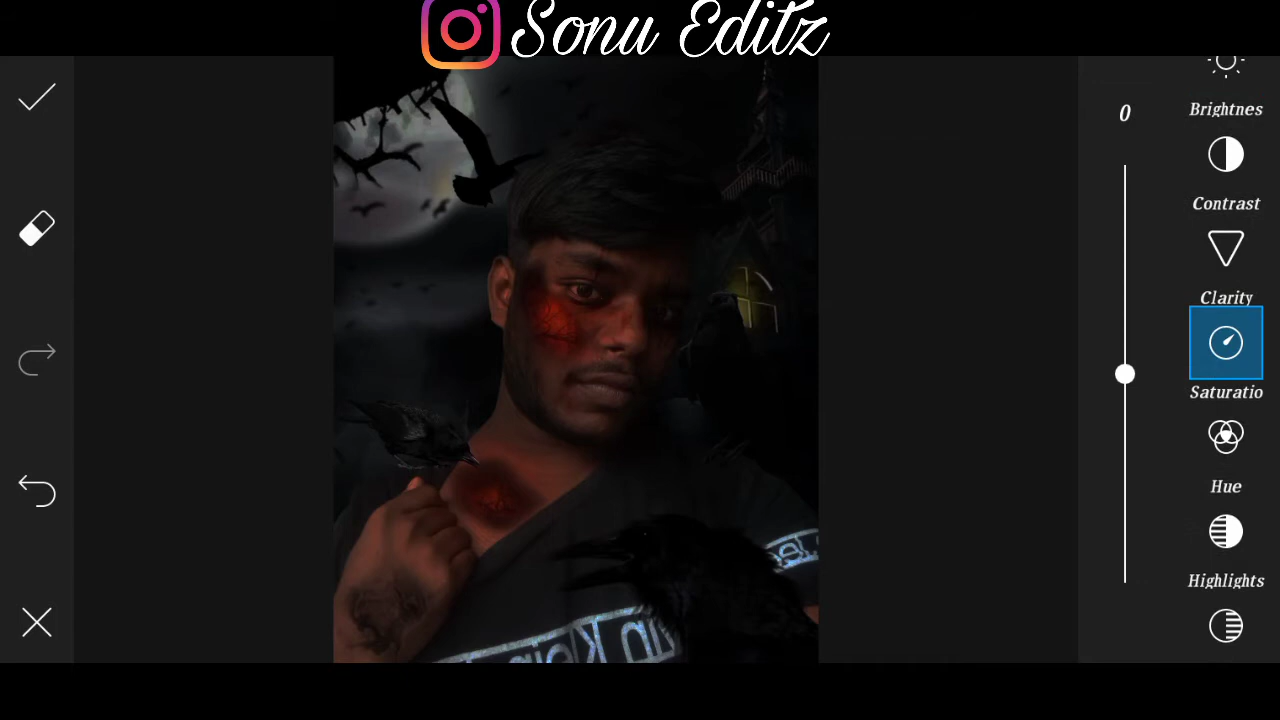 Sonu Editz
0
Brightnes
Contrast
Clarity
Saturatio
Hue
Highlights